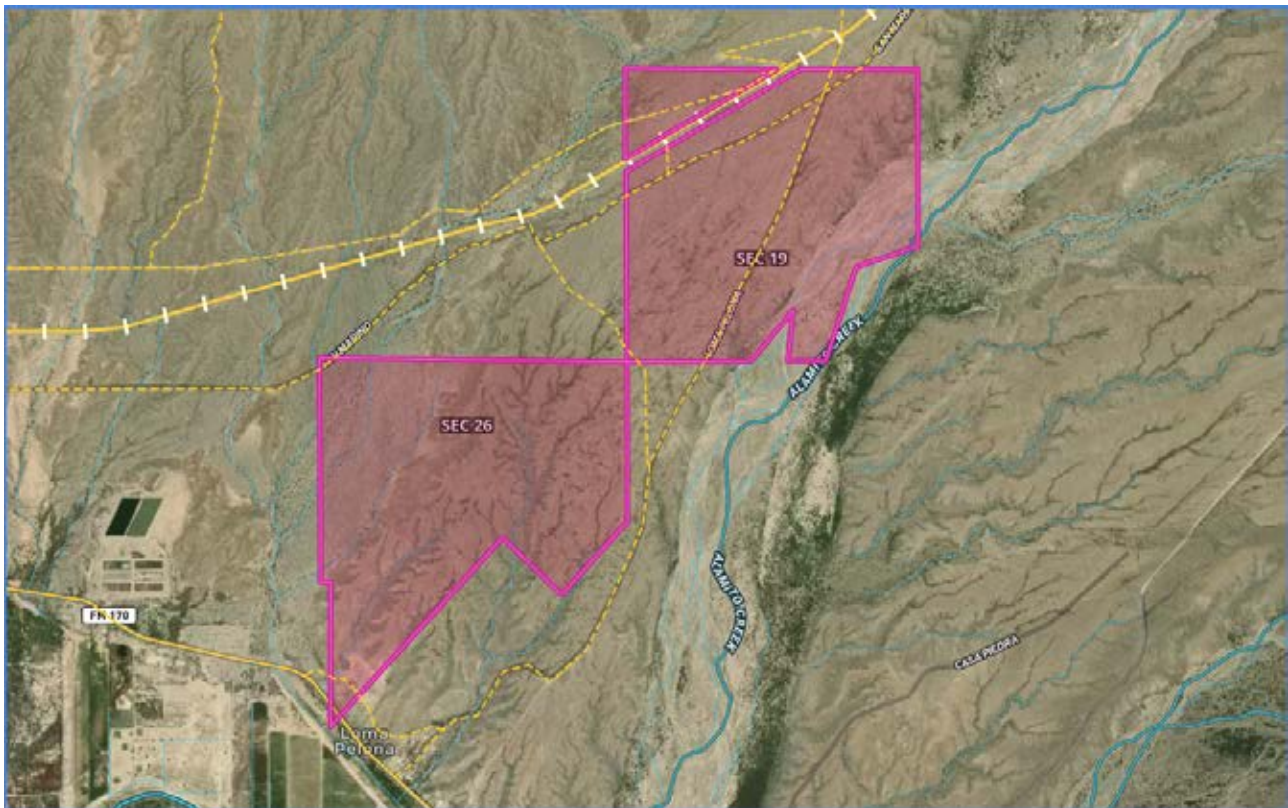 SEC 19
SEC 26
ALAMITO CREEK
FM 170
ALAMITO CREEK
CASA PIEDRA
Loma
Pelona